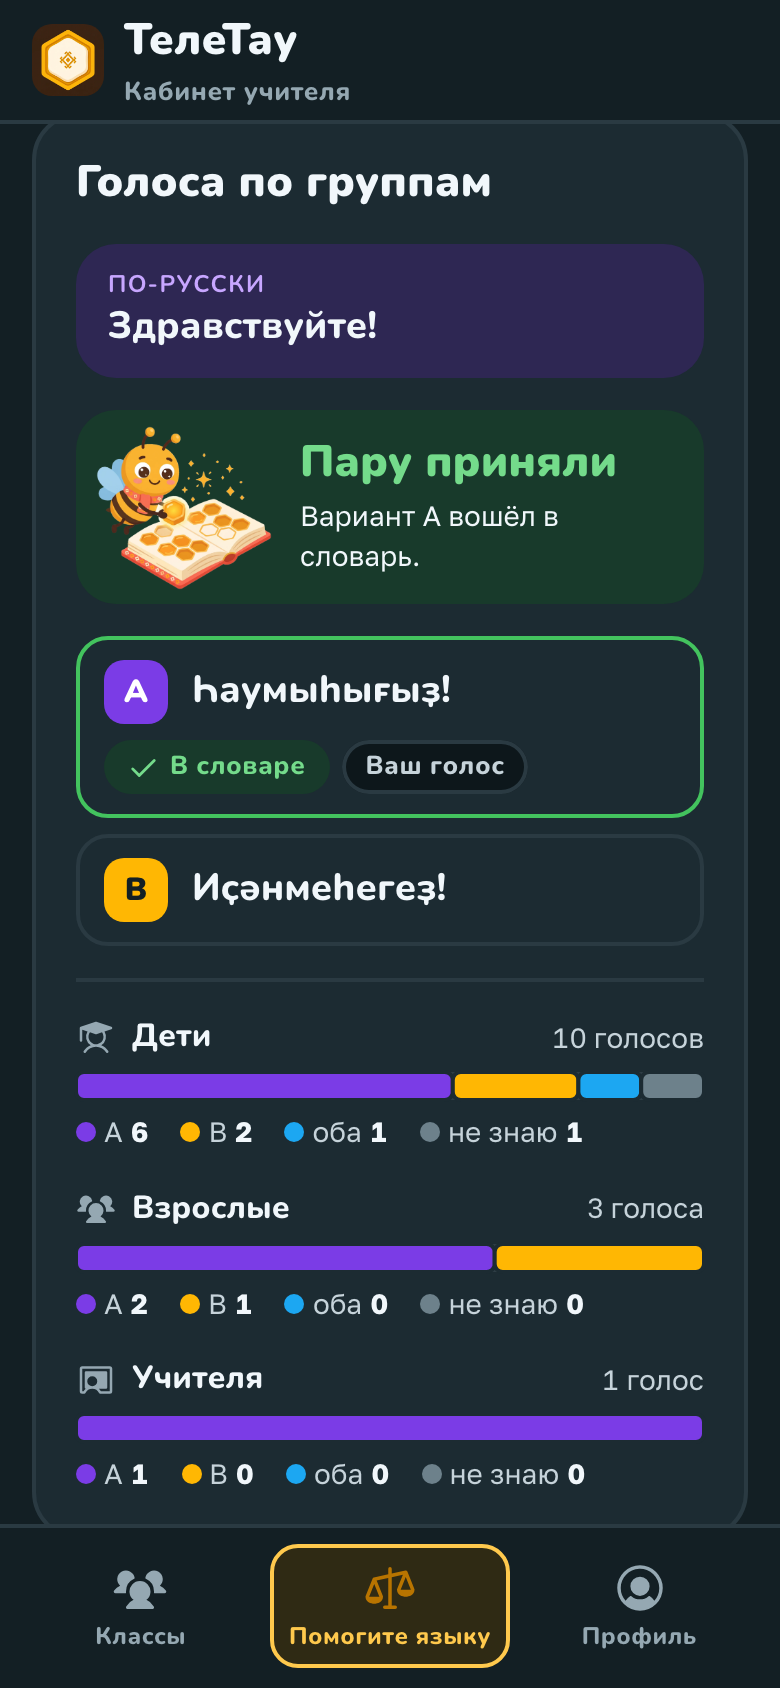 ТелеТау
Кабинет учителя
Голоса по группам
ПО-РУССКИ
Здравствуйте!
Пару приняли
Вариант А вошёл в
словарь.
A Һаумыһығыҙ!
В словаре Ваш голос
B Иҫәнмеһегеҙ!
Дети 10 голосов
A 6 B 2 оба 1 не знаю 1
Взрослые 3 голоса
A 2 B 1 оба 0 не знаю 0
Учителя 1 голос
A 1 B 0 оба 0 не знаю 0
Классы Помогите языку Профиль